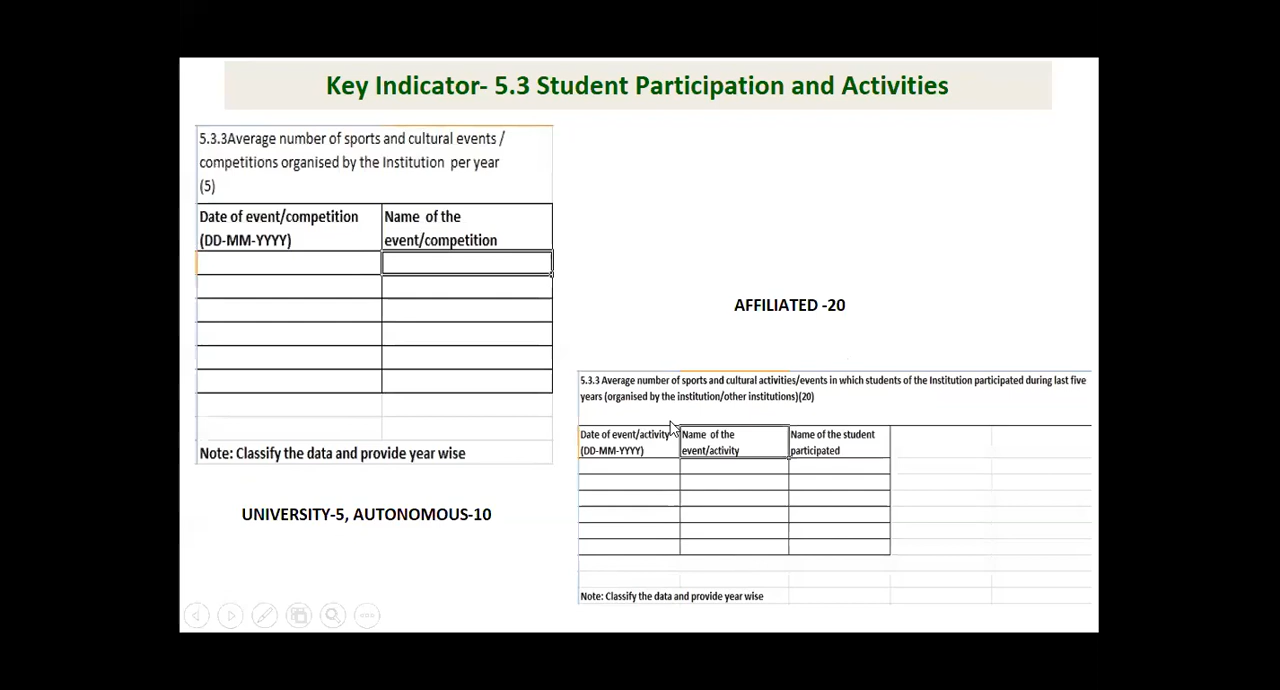 Key Indicator- 5.3 Student Participation and Activities
5.3.3Average number of sports and cultural events /
competitions organised by the Institution per year
(5)
Date of event/competition
(DD-MM-YYYY)
Name of the
event/competition
Note: Classify the data and provide year wise
UNIVERSITY-5, AUTONOMOUS-10
AFFILIATED -20
5.3.3 Average number of sports and cultural activities/events in which students of the Institution participated during last five
years (organised by the institution/other institutions)(20)
Date of event/activity
(DD-MM-YYYY)
Name of the
event/activity
Name of the student
participated
Note: Classify the data and provide year wise